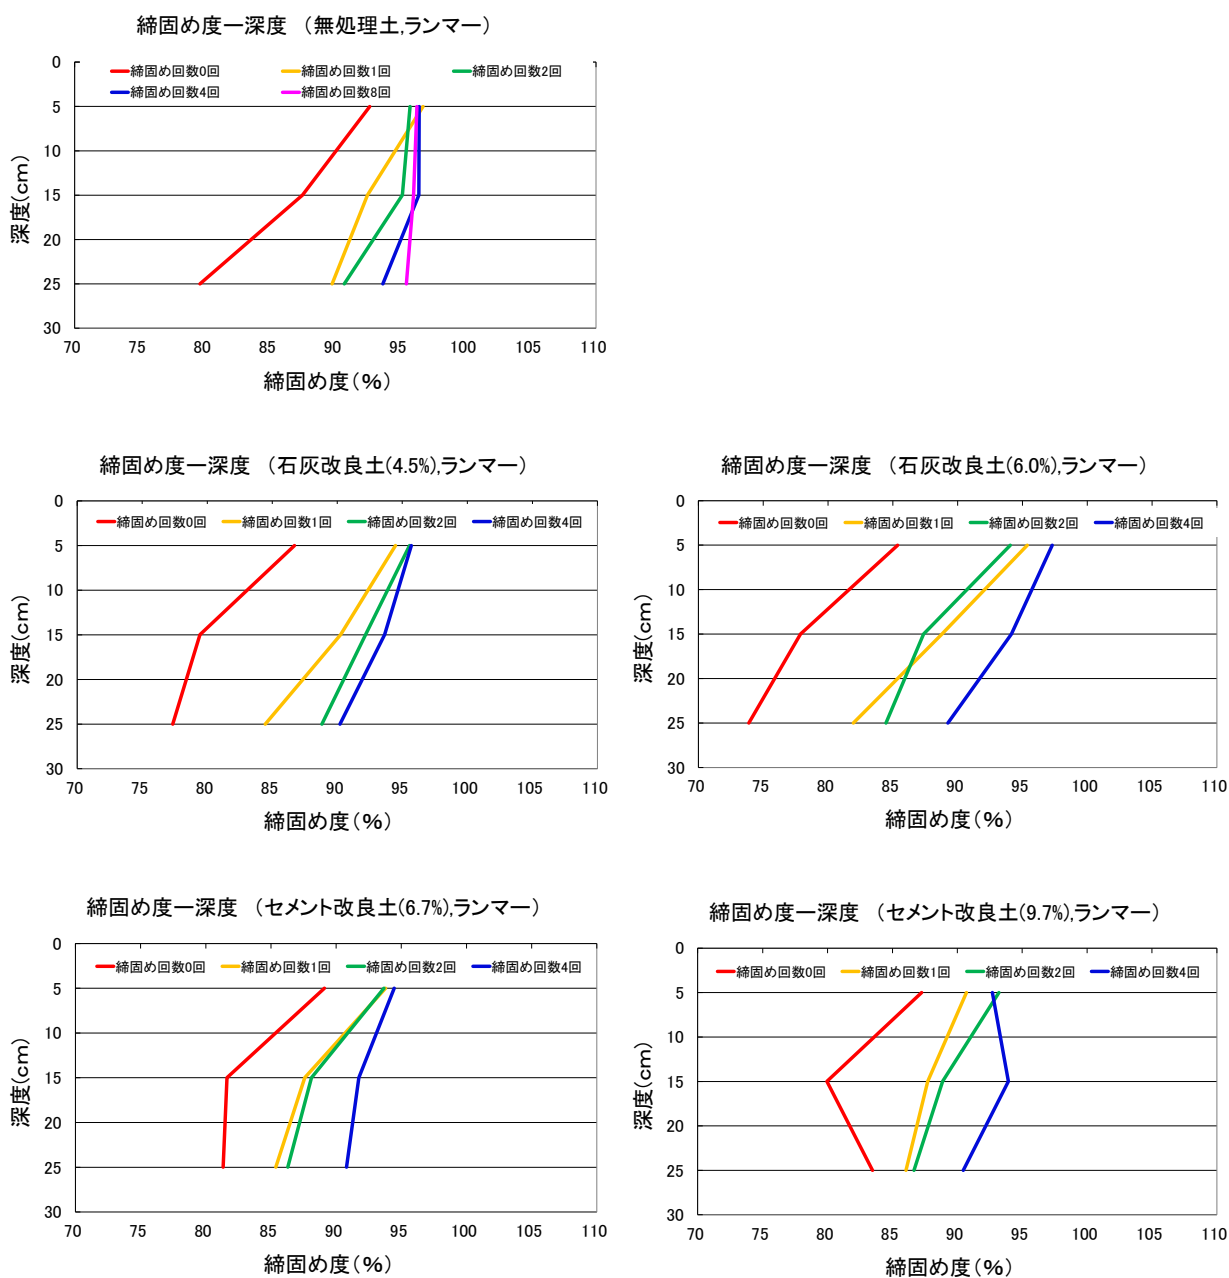 締固め度ー深度 （無処理土,ランマー）
締固め回数0回 締固め回数1回 締固め回数2回
締固め回数4回 締固め回数8回
0
5
10
15
20
25
30
深度(cm)
70 75 80 85 90 95 100 105 110
締固め度（%）
締固め度ー深度 （石灰改良土(4.5%),ランマー）
締固め回数0回 締固め回数1回 締固め回数2回 締固め回数4回
0
5
10
15
20
25
30
深度(cm)
70 75 80 85 90 95 100 105 110
締固め度（%）
締固め度ー深度 （石灰改良土(6.0%),ランマー）
締固め回数0回 締固め回数1回 締固め回数2回 締固め回数4回
0
5
10
15
20
25
30
深度(cm)
70 75 80 85 90 95 100 105 110
締固め度（%）
締固め度ー深度 （セメント改良土(6.7%),ランマー）
締固め回数0回 締固め回数1回 締固め回数2回 締固め回数4回
0
5
10
15
20
25
30
深度(cm)
70 75 80 85 90 95 100 105 110
締固め度（%）
締固め度ー深度 （セメント改良土(9.7%),ランマー）
締固め回数0回 締固め回数1回 締固め回数2回 締固め回数4回
0
5
10
15
20
25
30
深度(cm)
70 75 80 85 90 95 100 105 110
締固め度（%）